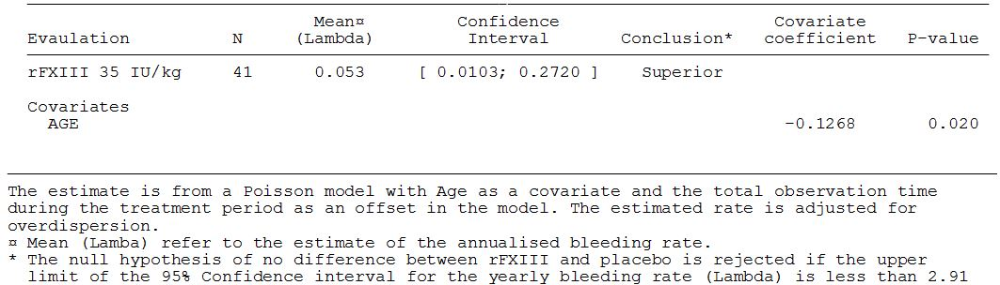 Mean¤ Confidence Covariate
Evaulation N (Lambda) Interval Conclusion* coefficient P-value
rFXIII 35 IU/kg 41 0.053 [ 0.0103; 0.2720 ] Superior
Covariates
AGE -0.1268 0.020
The estimate is from a Poisson model with Age as a covariate and the total observation time
during the treatment period as an offset in the model. The estimated rate is adjusted for
overdispersion.
¤ Mean (Lamba) refer to the estimate of the annualised bleeding rate.
* The null hypothesis of no difference between rFXIII and placebo is rejected if the upper
limit of the 95% Confidence interval for the yearly bleeding rate (Lambda) is less than 2.91